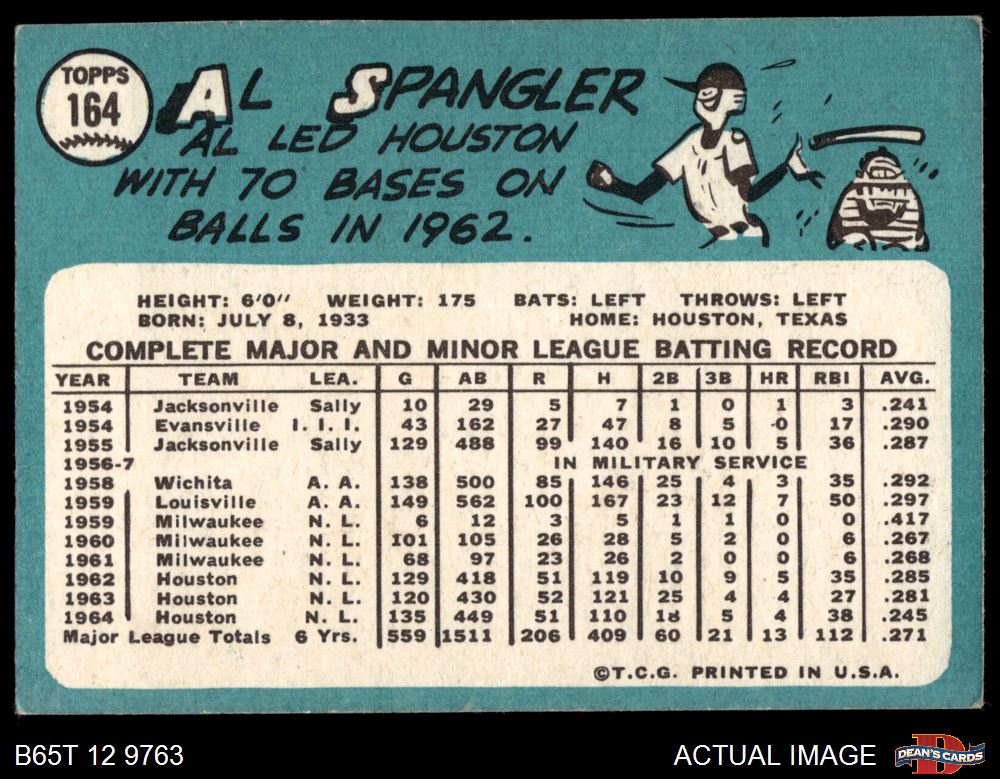 TOPPS
164
AL SPANGLER
AL LED HOUSTON
WITH 70 BASES ON
BALLS IN 1962.
HEIGHT: 6'0" WEIGHT: 175 BATS: LEFT THROWS: LEFT
BORN: JULY 8, 1933 HOME: HOUSTON, TEXAS
COMPLETE MAJOR AND MINOR LEAGUE BATTING RECORD
YEAR TEAM LEA. G AB R H 2B 3B HR RBI AVG.
1954 Jacksonville Sally 10 29 5 7 1 0 1 3 .241
1954 Evansville I. I. I. 43 162 27 47 8 5 0 17 .290
1955 Jacksonville Sally 129 488 99 140 16 10 5 36 .287
1956-7 IN MILITARY SERVICE
1958 Wichita A. A. 138 500 85 146 25 4 3 35 .292
1959 Louisville A. A. 149 562 100 167 23 12 7 50 .297
1959 Milwaukee N. L. 6 12 3 5 1 1 0 0 .417
1960 Milwaukee N. L. 101 105 26 28 5 2 0 6 .267
1961 Milwaukee N. L. 68 97 23 26 2 0 0 6 .268
1962 Houston N. L. 129 418 51 119 10 9 5 35 .285
1963 Houston N. L. 120 430 52 121 25 4 4 27 .281
1964 Houston N. L. 135 449 51 110 18 5 4 38 .245
Major League Totals 6 Yrs. 559 1511 206 409 60 21 13 112 .271
©T.C.G. PRINTED IN U.S.A.
B65T 12 9763 ACTUAL IMAGE DEAN'S CARDS